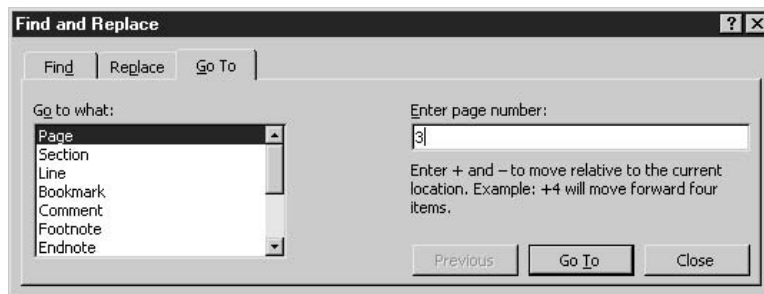 Find and Replace
Find Replace Go To
Go to what:
Page
Section
Line
Bookmark
Comment
Footnote
Endnote
Enter page number:
3
Enter + and – to move relative to the current
location. Example: +4 will move forward four
items.
Previous Go To Close